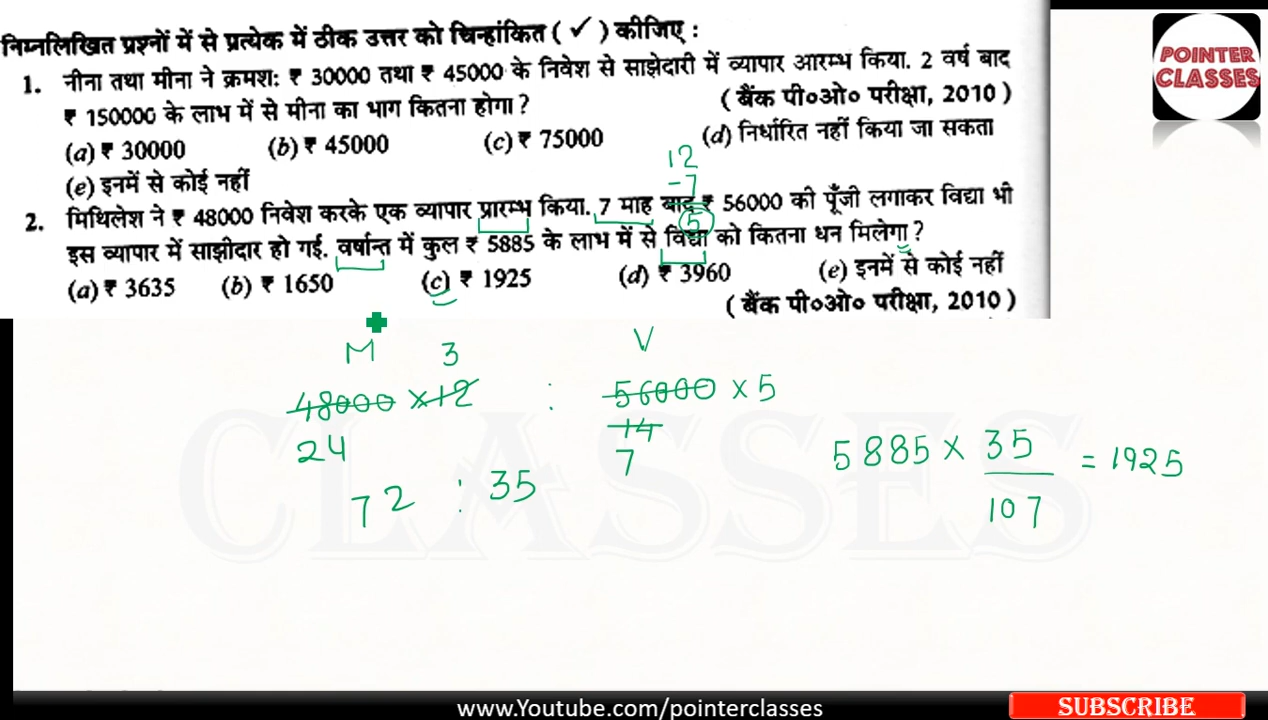 निम्नलिखित प्रश्नों में से प्रत्येक में ठीक उत्तर को चिन्हांकित ( ✓ ) कीजिए :
1. नीना तथा मीना ने क्रमशः ₹ 30000 तथा ₹ 45000 के निवेश से साझेदारी में व्यापार आरम्भ किया. 2 वर्ष बाद
₹ 150000 के लाभ में से मीना का भाग कितना होगा ? ( बैंक पी०ओ० परीक्षा, 2010 )
(a) ₹ 30000 (b) ₹ 45000 (c) ₹ 75000 (d) निर्धारित नहीं किया जा सकता
(e) इनमें से कोई नहीं
12
-7
5
2. मिथिलेश ने ₹ 48000 निवेश करके एक व्यापार प्रारम्भ किया. 7 माह बाद ₹ 56000 की पूँजी लगाकर विद्या भी
इस व्यापार में साझीदार हो गई. वर्षान्त में कुल ₹ 5885 के लाभ में से विद्या को कितना धन मिलेगा ?
(a) ₹ 3635 (b) ₹ 1650 (c) ₹ 1925 (d) ₹ 3960 (e) इनमें से कोई नहीं
( बैंक पी०ओ० परीक्षा, 2010 )
M 3 V
48000 × 12 : 56000 × 5
24 14
7
72 : 35
5885 × 35 = 1925
107
CLASSES
POINTER
CLASSES
www.Youtube.com/pointerclasses
SUBSCRIBE